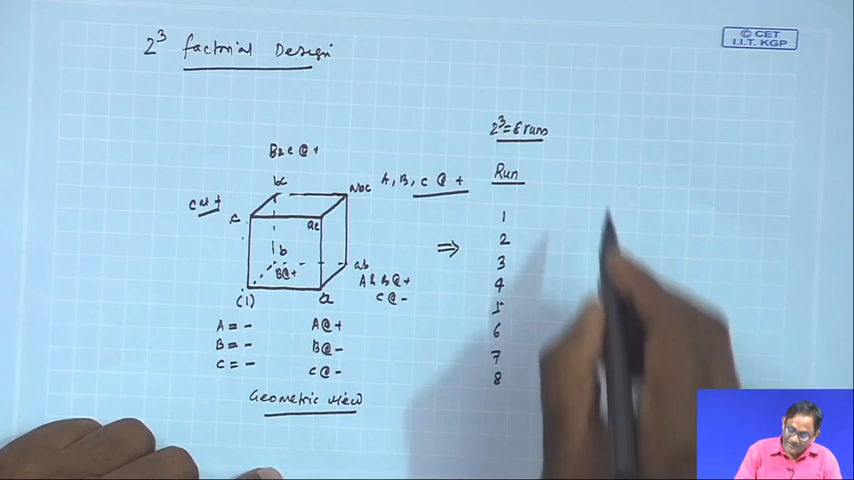 © CET
I.I.T. KGP
2³ factorial Design
2³=8 runs
B&C @ +
Run
bc
abc
A, B, C @ +
C at +
c
ac
1
2
3
4
5
6
7
8
b
B@+
ab
A & B @ +
C @ -
(1)
a
A = -
B = -
C = -
A @ +
B @ -
C @ -
Geometric view